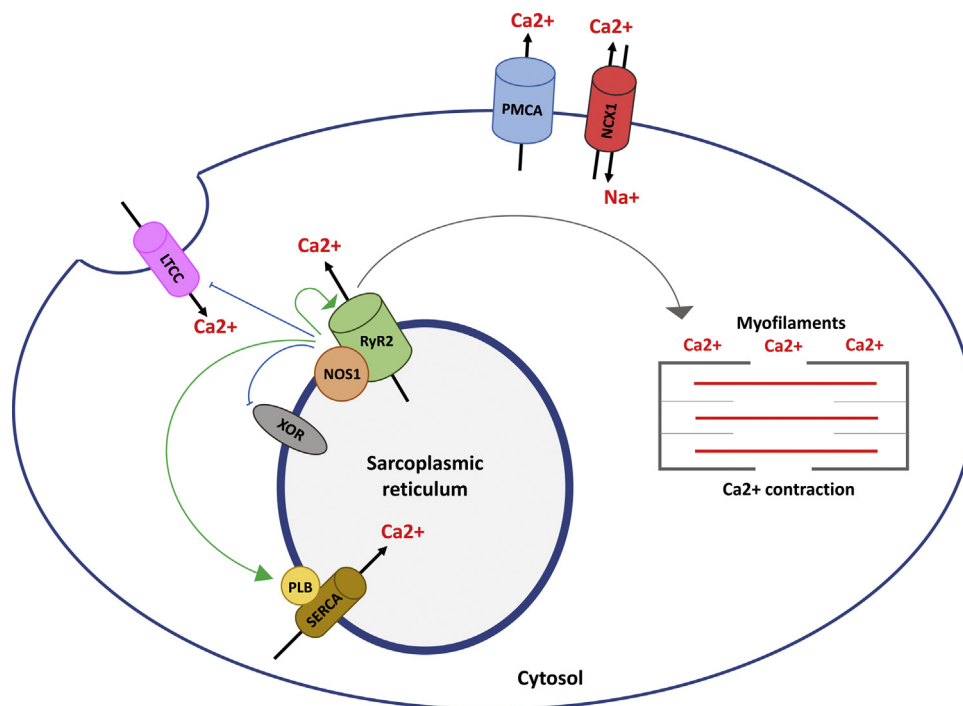 Ca2+
Ca2+
PMCA
NCX1
Na+
LTCC
Ca2+
Ca2+
RyR2
NOS1
XOR
Myofilaments
Ca2+
Ca2+
Ca2+
Ca2+ contraction
Sarcoplasmic
reticulum
Ca2+
PLB
SERCA
Cytosol